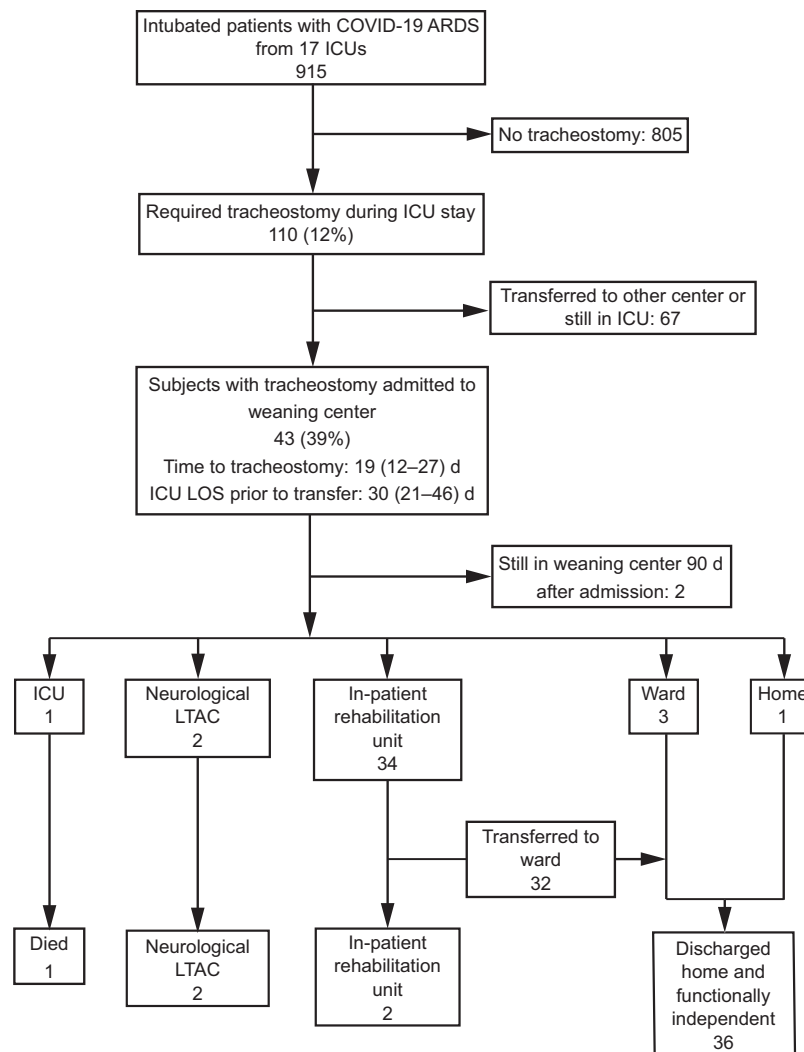 Intubated patients with COVID-19 ARDS
from 17 ICUs
915
No tracheostomy: 805
Required tracheostomy during ICU stay
110 (12%)
Transferred to other center or
still in ICU: 67
Subjects with tracheostomy admitted to
weaning center
43 (39%)
Time to tracheostomy: 19 (12–27) d
ICU LOS prior to transfer: 30 (21–46) d
Still in weaning center 90 d
after admission: 2
ICU
1
Neurological
LTAC
2
In-patient
rehabilitation
unit
34
Ward
3
Home
1
Transferred to
ward
32
Died
1
Neurological
LTAC
2
In-patient
rehabilitation
unit
2
Discharged
home and
functionally
independent
36